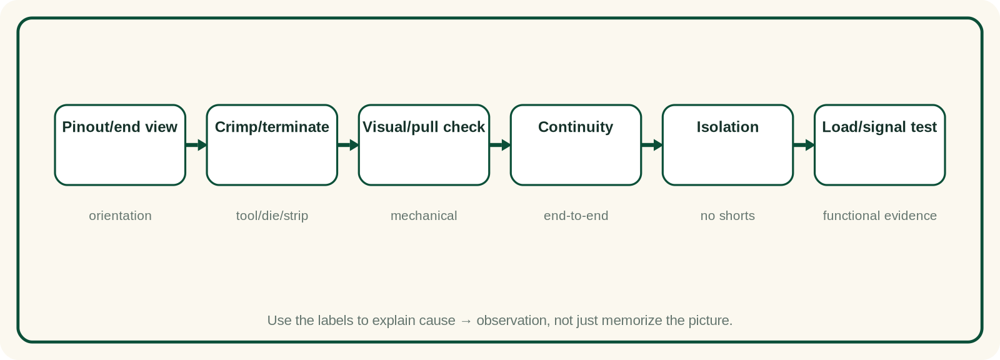 Pinout/end view
Crimp/terminate
Visual/pull check
Continuity
Isolation
Load/signal test
orientation
tool/die/strip
mechanical
end-to-end
no shorts
functional evidence
Use the labels to explain cause → observation, not just memorize the picture.